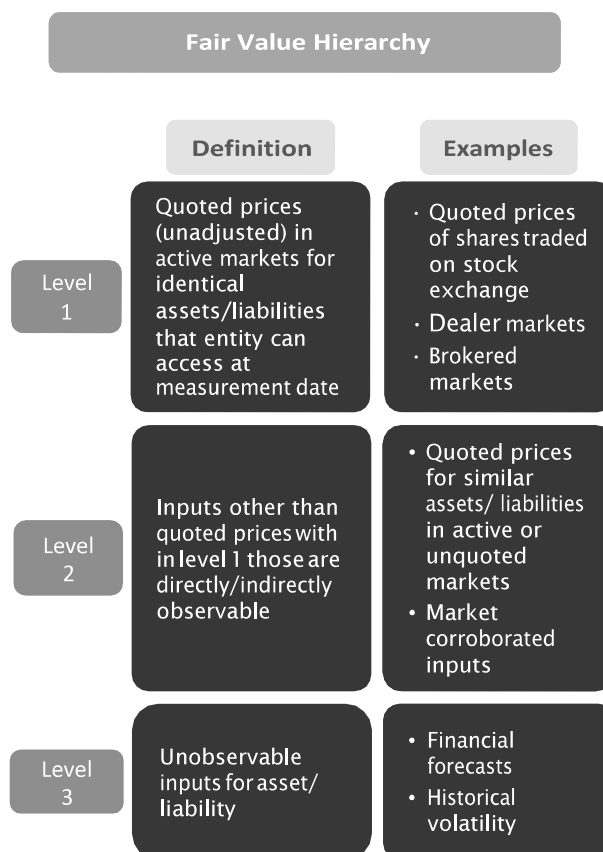 Fair Value Hierarchy
Definition
Examples
Level
1
Quoted prices
(unadjusted) in
active markets for
identical
assets/liabilities
that entity can
access at
measurement date
· Quoted prices
of shares traded
on stock
exchange
· Dealer markets
· Brokered
markets
Level
2
Inputs other than
quoted prices with
in level 1 those are
directly/indirectly
observable
• Quoted prices
for similar
assets/ liabilities
in active or
unquoted
markets
• Market
corroborated
inputs
Level
3
Unobservable
inputs for asset/
liability
• Financial
forecasts
• Historical
volatility